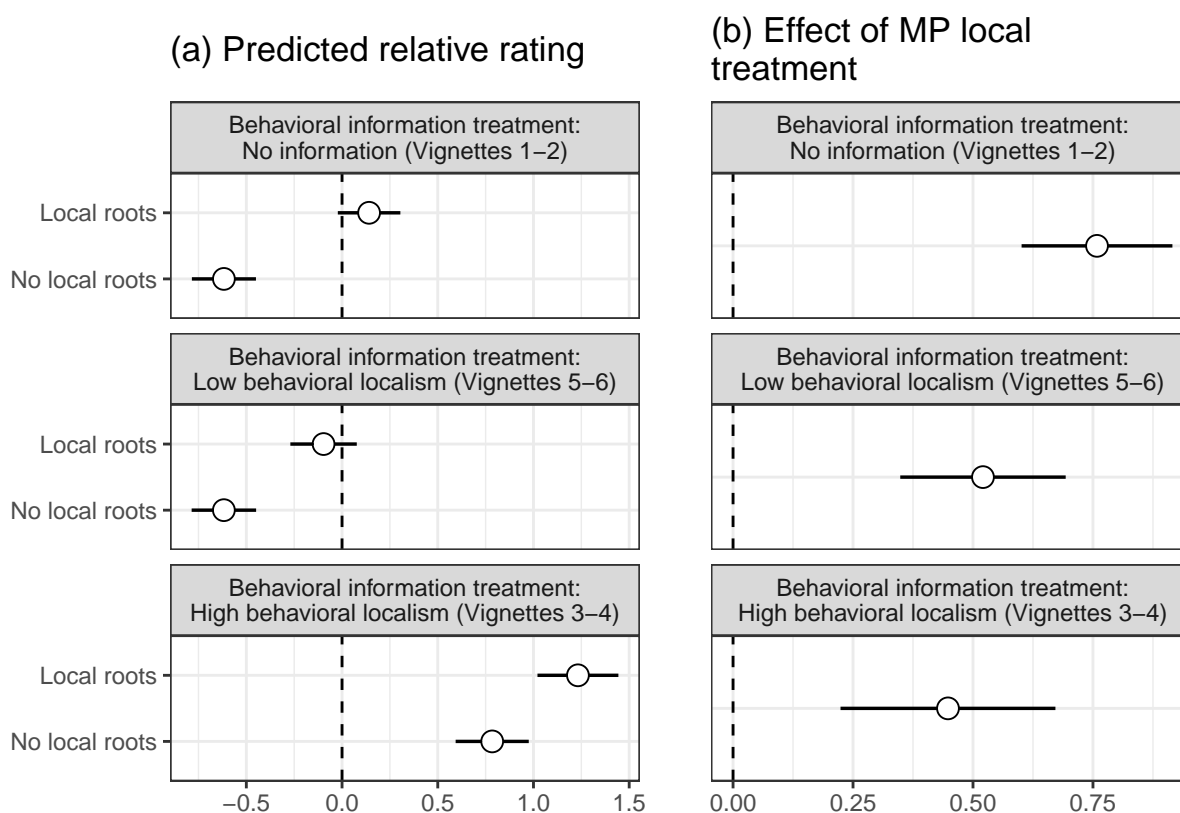 (a) Predicted relative rating
Behavioral information treatment:
No information (Vignettes 1−2)
Local roots
No local roots
Behavioral information treatment:
Low behavioral localism (Vignettes 5−6)
Local roots
No local roots
Behavioral information treatment:
High behavioral localism (Vignettes 3−4)
Local roots
No local roots
−0.5 0.0 0.5 1.0 1.5
(b) Effect of MP local
treatment
Behavioral information treatment:
No information (Vignettes 1−2)
Behavioral information treatment:
Low behavioral localism (Vignettes 5−6)
Behavioral information treatment:
High behavioral localism (Vignettes 3−4)
0.00 0.25 0.50 0.75